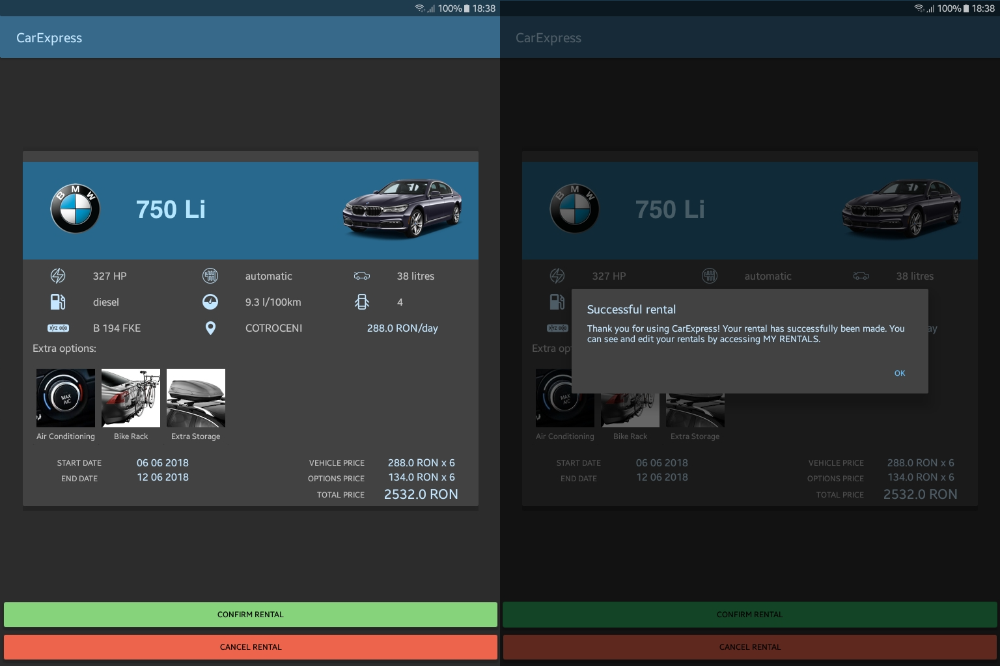 100% 18:38
CarExpress
BMW
750 Li
327 HP automatic 38 litres
diesel 9.3 l/100km 4
XYZ 000 B 194 FKE COTROCENI 288.0 RON/day
Extra options:
MAX
A/C
Air Conditioning Bike Rack Extra Storage
START DATE 06 06 2018 VEHICLE PRICE 288.0 RON x 6
END DATE 12 06 2018 OPTIONS PRICE 134.0 RON x 6
TOTAL PRICE 2532.0 RON
CONFIRM RENTAL
CANCEL RENTAL
100% 18:38
CarExpress
BMW
750 Li
327 HP automatic 38 litres
Successful rental
Thank you for using CarExpress! Your rental has successfully been made. You
can see and edit your rentals by accessing MY RENTALS.
XYZ 000 ay
Extra op
OK
MAX
A/C
Air Conditioning Bike Rack Extra Storage
START DATE 06 06 2018 VEHICLE PRICE 288.0 RON x 6
END DATE 12 06 2018 OPTIONS PRICE 134.0 RON x 6
TOTAL PRICE 2532.0 RON
CONFIRM RENTAL
CANCEL RENTAL